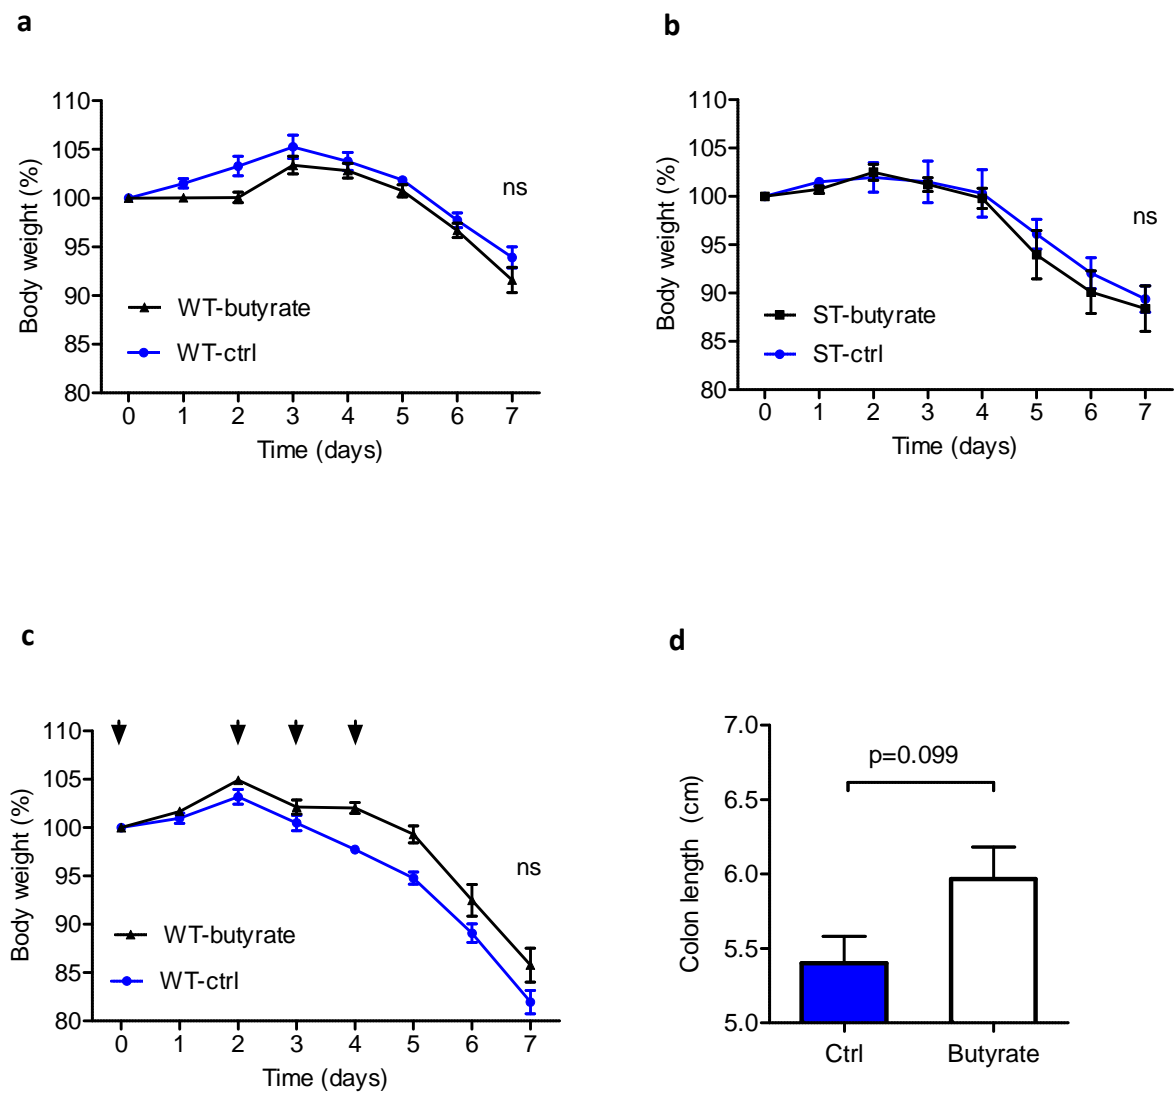 a
110
105
100
95
90
85
80
Body weight (%)
ns
WT-butyrate
WT-ctrl
0 1 2 3 4 5 6 7
Time (days)
b
110
105
100
95
90
85
80
Body weight (%)
ns
ST-butyrate
ST-ctrl
0 1 2 3 4 5 6 7
Time (days)
c
110
105
100
95
90
85
80
Body weight (%)
ns
WT-butyrate
WT-ctrl
0 1 2 3 4 5 6 7
Time (days)
d
7.0
6.5
6.0
5.5
5.0
Colon length (cm)
p=0.099
Ctrl Butyrate